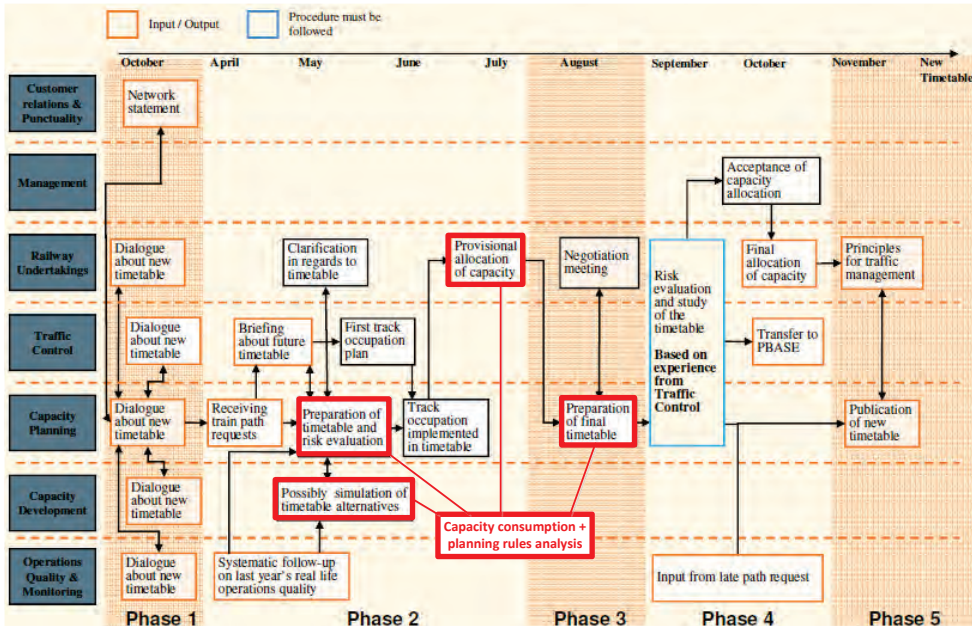 Input / Output
Procedure must be
followed
October
April
May
June
July
August
September
October
November
New
Timetable
Customer
relations &
Punctuality
Network
statement
Management
Acceptance of
capacity
allocation
Railway
Undertakings
Dialogue
about new
timetable
Clarification
in regards to
timetable
Provisional
allocation
of capacity
Negotiation
meeting
Risk
evaluation
and study
of the
timetable
Based on
experience
from
Traffic
Control
Final
allocation
of capacity
Principles
for traffic
management
Traffic
Control
Dialogue
about new
timetable
Briefing
about future
timetable
First track
occupation
plan
Transfer to
PBASE
Capacity
Planning
Dialogue
about new
timetable
Receiving
train path
requests
Preparation of
timetable and
risk evaluation
Track
occupation
implemented
in timetable
Preparation
of final
timetable
Publication
of new
timetable
Capacity
Development
Dialogue
about new
timetable
Possibly simulation of
timetable alternatives
Capacity consumption +
planning rules analysis
Operations
Quality &
Monitoring
Dialogue
about new
timetable
Systematic follow-up
on last year's real life
operations quality
Input from late path request
Phase 1
Phase 2
Phase 3
Phase 4
Phase 5